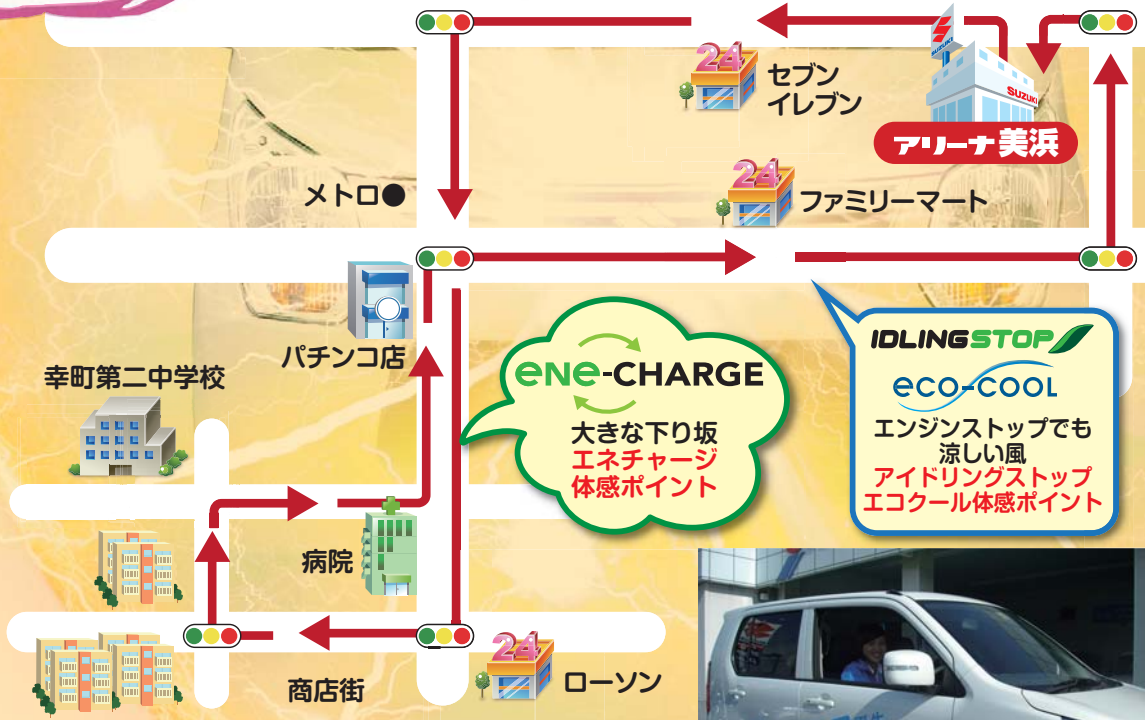 24
セブン
イレブン
SUZUKI
SUZUKI
アリーナ美浜
メトロ●
24
ファミリーマート
パチンコ店
幸町第二中学校
ene-CHARGE
大きな下り坂
エネチャージ
体感ポイント
IDLINGSTOP
eco-cool
エンジンストップでも
涼しい風
アイドリングストップ
エコクール体感ポイント
病院
24
ローソン
商店街